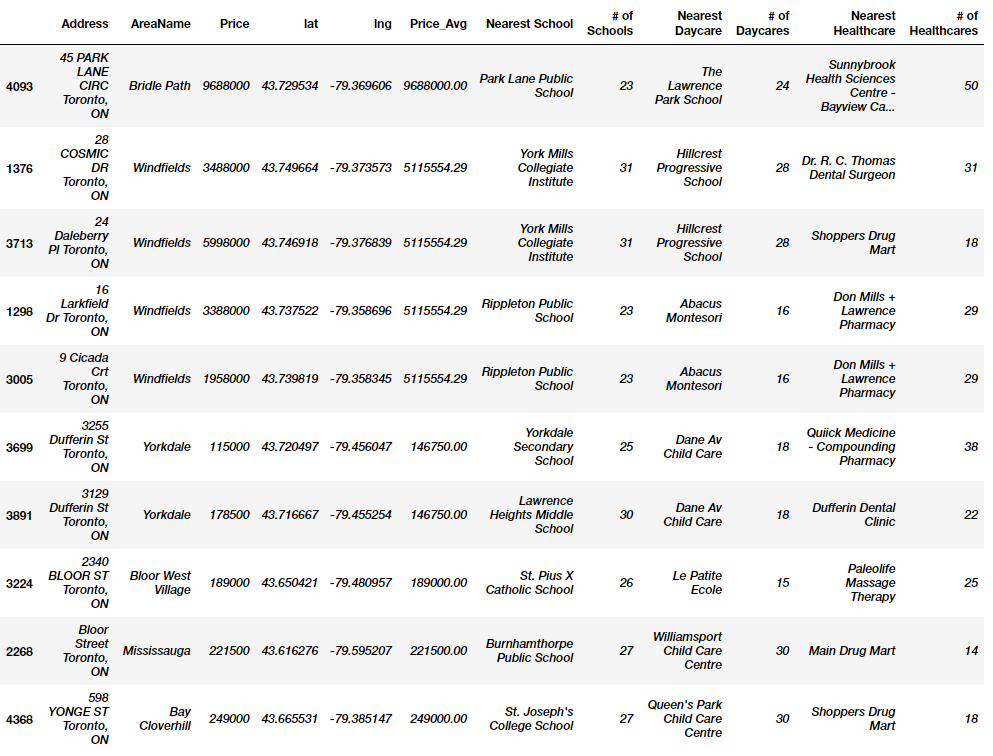 Address
AreaName
Price
lat
lng
Price_Avg
Nearest School
# of
Schools
Nearest
Daycare
# of
Daycares
Nearest
Healthcare
# of
Healthcares
4093
45 PARK
LANE
CIRC
Toronto,
ON
Bridle Path
9688000
43.729534
-79.369606
9688000.00
Park Lane Public
School
23
The
Lawrence
Park School
24
Sunnybrook
Health Sciences
Centre -
Bayview Ca...
50
1376
28
COSMIC
DR
Toronto,
ON
Windfields
3488000
43.749664
-79.373573
5115554.29
York Mills
Collegiate
Institute
31
Hillcrest
Progressive
School
28
Dr. R. C. Thomas
Dental Surgeon
31
3713
24
Daleberry
Pl Toronto,
ON
Windfields
5998000
43.746918
-79.376839
5115554.29
York Mills
Collegiate
Institute
31
Hillcrest
Progressive
School
28
Shoppers Drug
Mart
18
1298
16
Larkfield
Dr Toronto,
ON
Windfields
3388000
43.737522
-79.358696
5115554.29
Rippleton Public
School
23
Abacus
Montesori
16
Don Mills +
Lawrence
Pharmacy
29
3005
9 Cicada
Crt
Toronto,
ON
Windfields
1958000
43.739819
-79.358345
5115554.29
Rippleton Public
School
23
Abacus
Montesori
16
Don Mills +
Lawrence
Pharmacy
29
3699
3255
Dufferin St
Toronto,
ON
Yorkdale
115000
43.720497
-79.456047
146750.00
Yorkdale
Secondary
School
25
Dane Av
Child Care
18
Quiick Medicine
- Compounding
Pharmacy
38
3891
3129
Dufferin St
Toronto,
ON
Yorkdale
178500
43.716667
-79.455254
146750.00
Lawrence
Heights Middle
School
30
Dane Av
Child Care
18
Dufferin Dental
Clinic
22
3224
2340
BLOOR ST
Toronto,
ON
Bloor West
Village
189000
43.650421
-79.480957
189000.00
St. Pius X
Catholic School
26
Le Patite
Ecole
15
Paleolife
Massage
Therapy
25
2268
Bloor
Street
Toronto,
ON
Mississauga
221500
43.616276
-79.595207
221500.00
Burnhamthorpe
Public School
27
Williamsport
Child Care
Centre
30
Main Drug Mart
14
4368
598
YONGE ST
Toronto,
ON
Bay
Cloverhill
249000
43.665531
-79.385147
249000.00
St. Joseph's
College School
27
Queen's Park
Child Care
Centre
30
Shoppers Drug
Mart
18